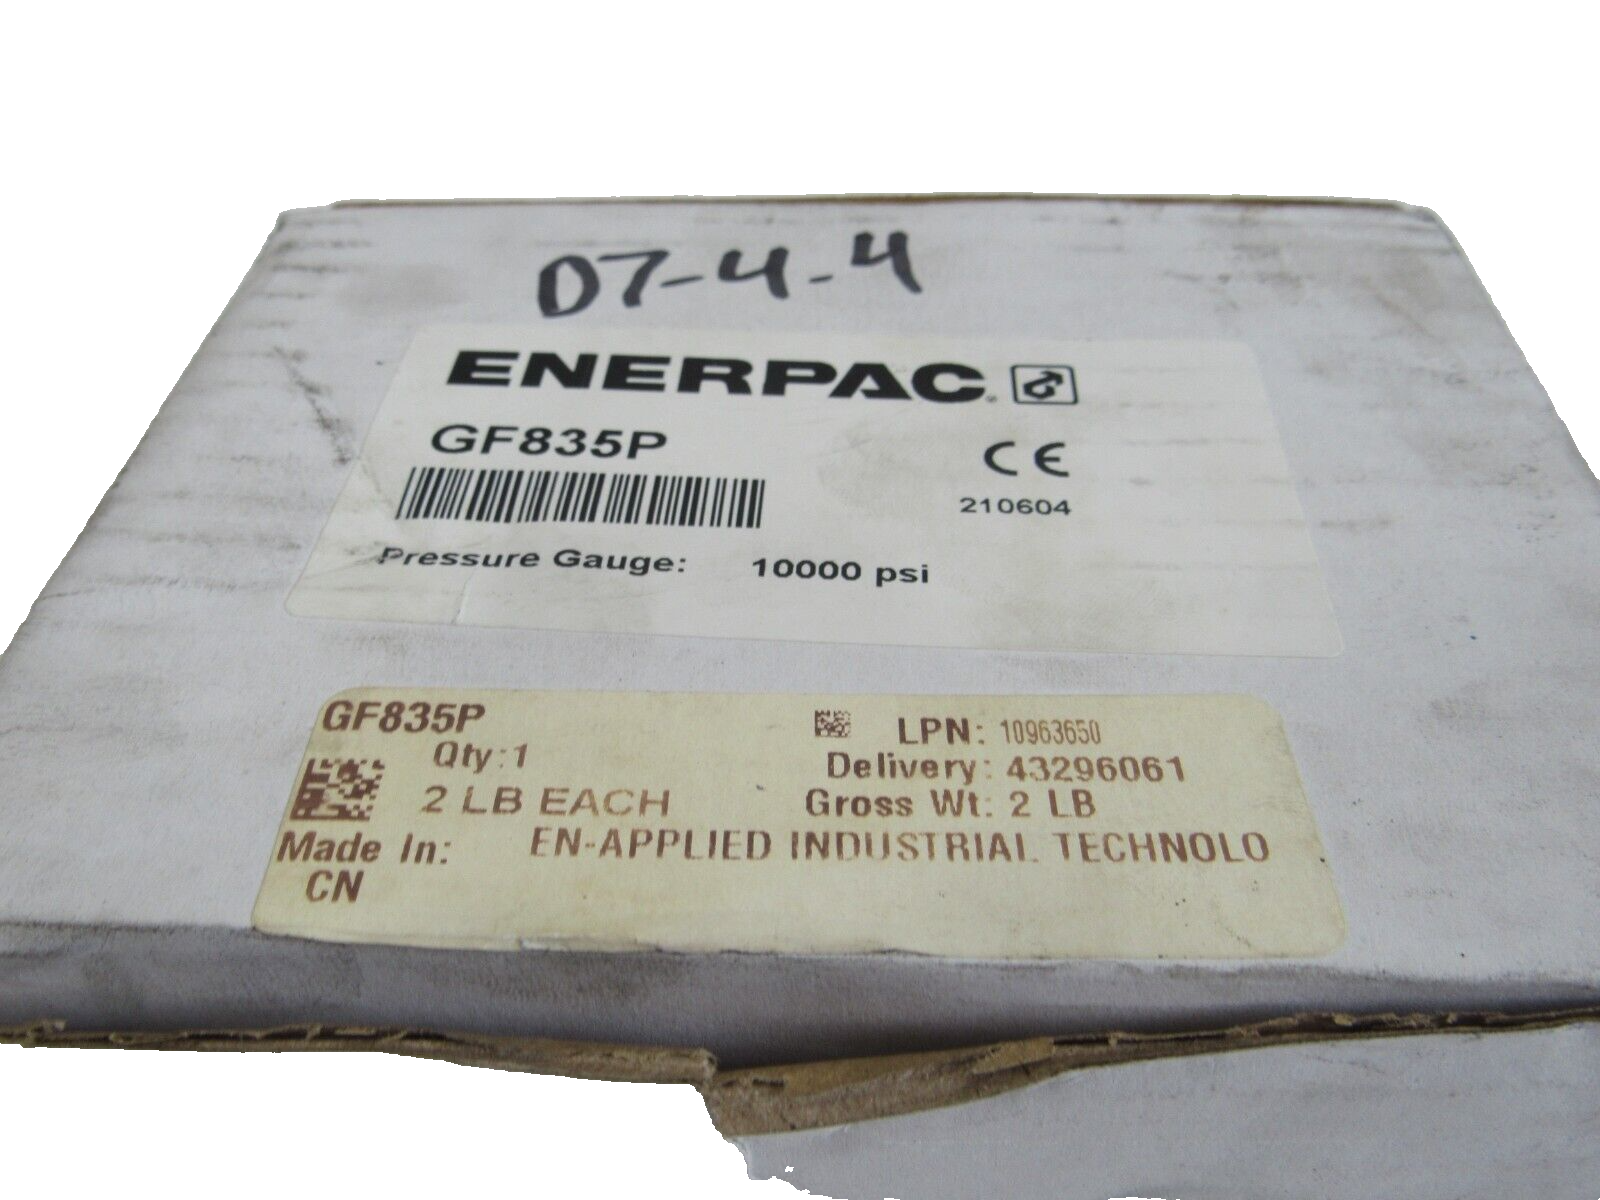 07-4-4
ENERPAC®
GF835P
CE
210604
Pressure Gauge: 10000 psi
GF835P
Qty:1
2 LB EACH
Made In:
CN
LPN: 10963650
Delivery: 43296061
Gross Wt: 2 LB
EN-APPLIED INDUSTRIAL TECHNOLO